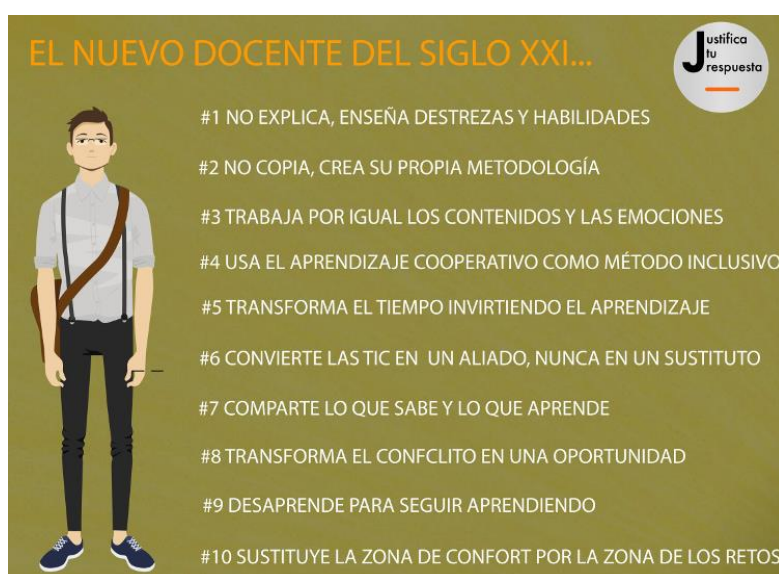 EL NUEVO DOCENTE DEL SIGLO XXI...
Justifica
tu
respuesta
#1 NO EXPLICA, ENSEÑA DESTREZAS Y HABILIDADES
#2 NO COPIA, CREA SU PROPIA METODOLOGÍA
#3 TRABAJA POR IGUAL LOS CONTENIDOS Y LAS EMOCIONES
#4 USA EL APRENDIZAJE COOPERATIVO COMO MÉTODO INCLUSIVO
#5 TRANSFORMA EL TIEMPO INVIRTIENDO EL APRENDIZAJE
#6 CONVIERTE LAS TIC EN UN ALIADO, NUNCA EN UN SUSTITUTO
#7 COMPARTE LO QUE SABE Y LO QUE APRENDE
#8 TRANSFORMA EL CONFCLITO EN UNA OPORTUNIDAD
#9 DESAPRENDE PARA SEGUIR APRENDIENDO
#10 SUSTITUYE LA ZONA DE CONFORT POR LA ZONA DE LOS RETOS